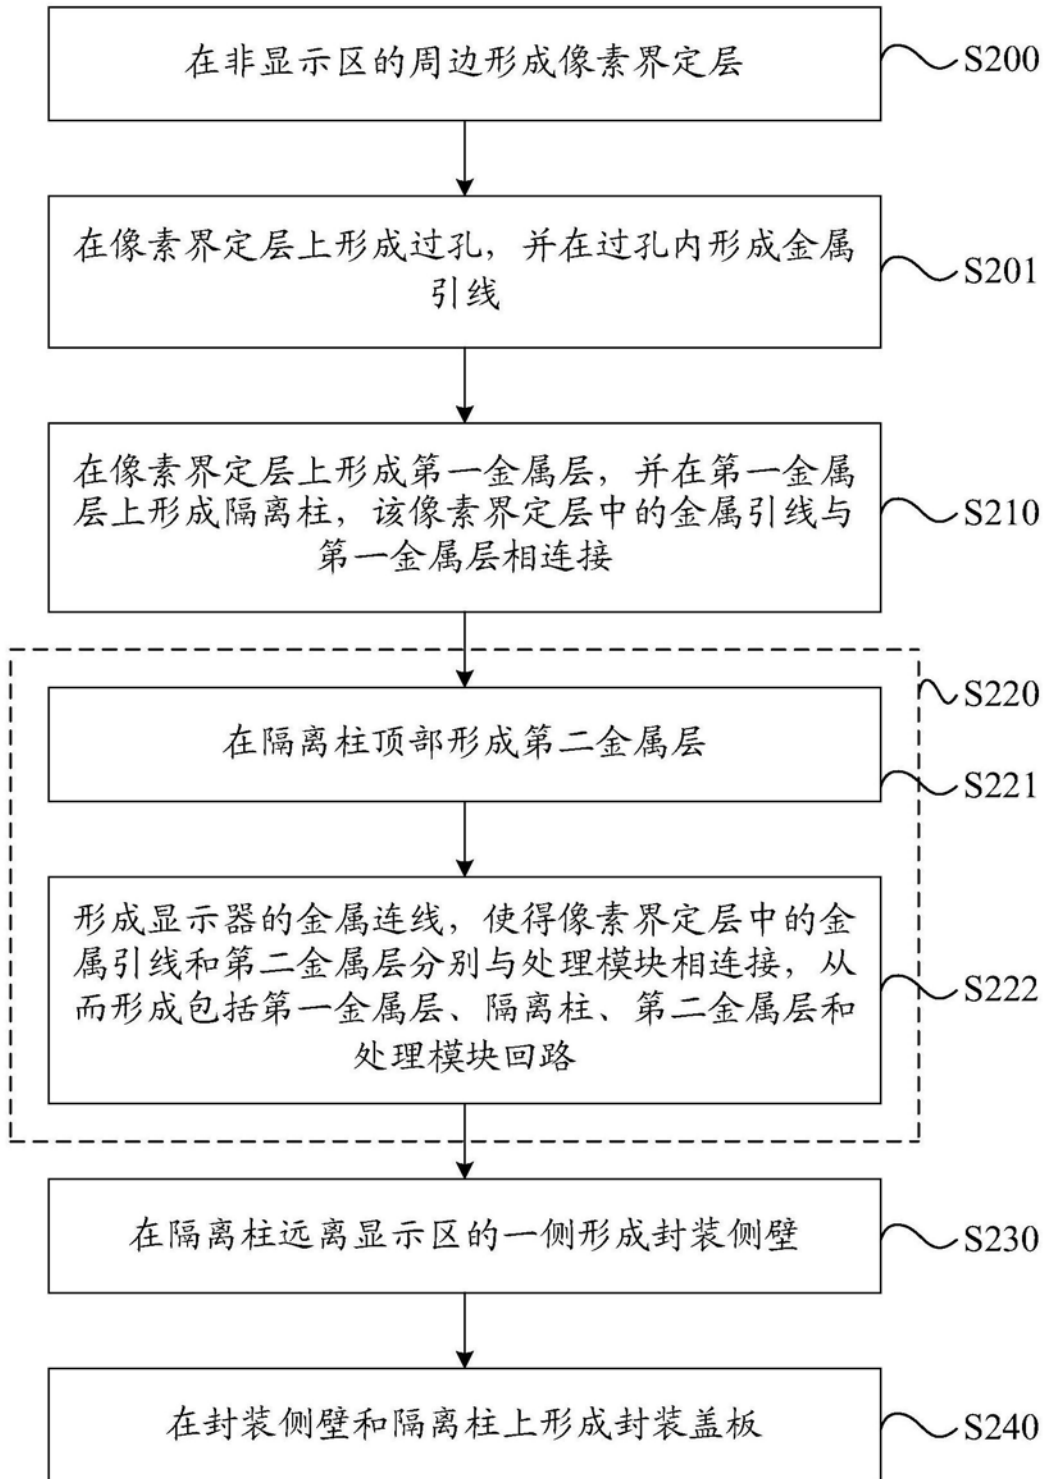 在非显示区的周边形成像素界定层
S200
在像素界定层上形成过孔，并在过孔内形成金属
引线
S201
在像素界定层上形成第一金属层，并在第一金属
层上形成隔离柱，该像素界定层中的金属引线与
第一金属层相连接
S210
S220
在隔离柱顶部形成第二金属层
S221
形成显示器的金属连线，使得像素界定层中的金
属引线和第二金属层分别与处理模块相连接，从
而形成包括第一金属层、隔离柱、第二金属层和
处理模块回路
S222
在隔离柱远离显示区的一侧形成封装侧壁
S230
在封装侧壁和隔离柱上形成封装盖板
S240